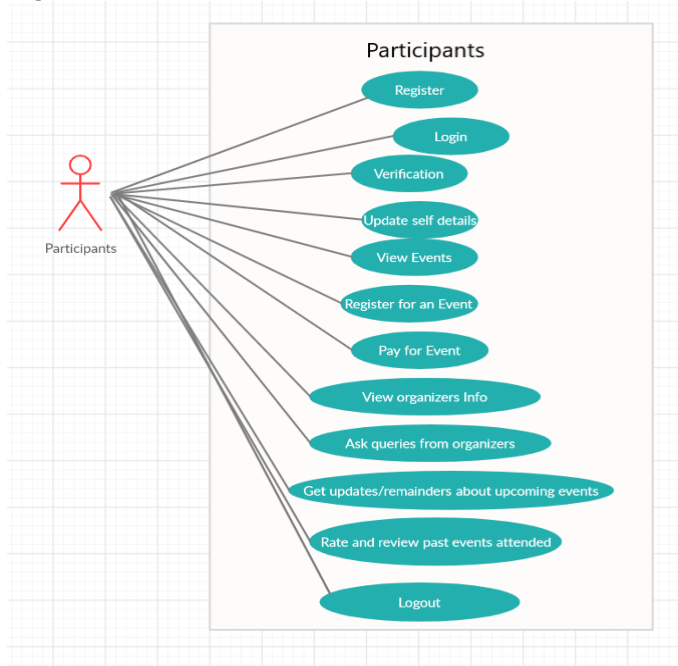 Participants
Register
Login
Verification
Participants
Update self details
View Events
Register for an Event
Pay for Event
View organizers Info
Ask queries from organizers
Get updates/remainders about upcoming events
Rate and review past events attended
Logout